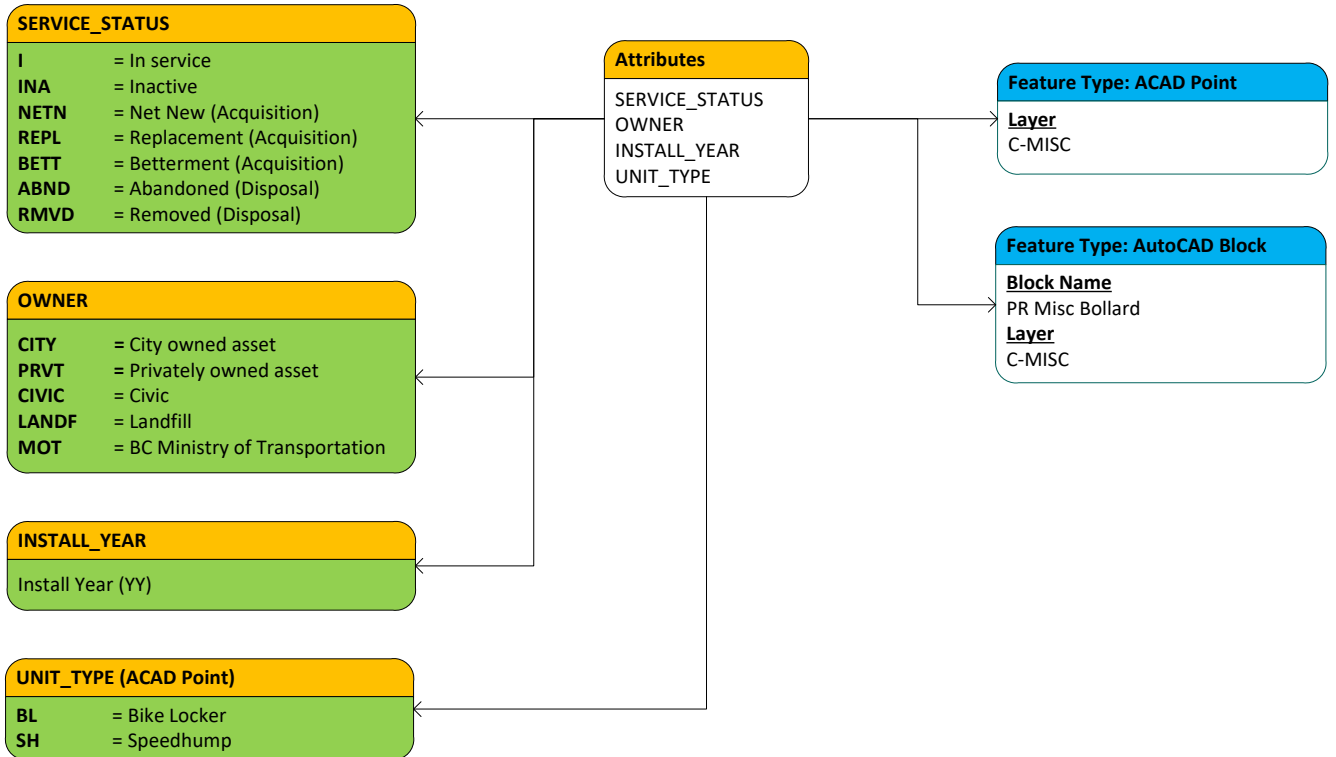 SERVICE_STATUS
I = In service
INA = Inactive
NETN = Net New (Acquisition)
REPL = Replacement (Acquisition)
BETT = Betterment (Acquisition)
ABND = Abandoned (Disposal)
RMVD = Removed (Disposal)
OWNER
CITY = City owned asset
PRVT = Privately owned asset
CIVIC = Civic
LANDF = Landfill
MOT = BC Ministry of Transportation
INSTALL_YEAR
Install Year (YY)
UNIT_TYPE (ACAD Point)
BL = Bike Locker
SH = Speedhump
Attributes
SERVICE_STATUS
OWNER
INSTALL_YEAR
UNIT_TYPE
Feature Type: ACAD Point
Layer
C-MISC
Feature Type: AutoCAD Block
Block Name
PR Misc Bollard
Layer
C-MISC